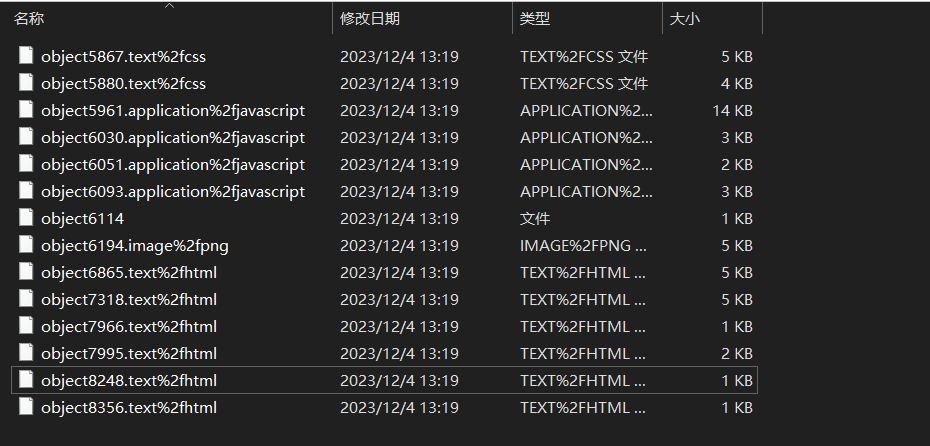 名称 修改日期 类型 大小
object5867.text%2fcss 2023/12/4 13:19 TEXT%2FCSS 文件 5 KB
object5880.text%2fcss 2023/12/4 13:19 TEXT%2FCSS 文件 4 KB
object5961.application%2fjavascript 2023/12/4 13:19 APPLICATION%2... 14 KB
object6030.application%2fjavascript 2023/12/4 13:19 APPLICATION%2... 3 KB
object6051.application%2fjavascript 2023/12/4 13:19 APPLICATION%2... 2 KB
object6093.application%2fjavascript 2023/12/4 13:19 APPLICATION%2... 3 KB
object6114 2023/12/4 13:19 文件 1 KB
object6194.image%2fpng 2023/12/4 13:19 IMAGE%2FPNG ... 5 KB
object6865.text%2fhtml 2023/12/4 13:19 TEXT%2FHTML ... 5 KB
object7318.text%2fhtml 2023/12/4 13:19 TEXT%2FHTML ... 5 KB
object7966.text%2fhtml 2023/12/4 13:19 TEXT%2FHTML ... 1 KB
object7995.text%2fhtml 2023/12/4 13:19 TEXT%2FHTML ... 2 KB
object8248.text%2fhtml 2023/12/4 13:19 TEXT%2FHTML ... 1 KB
object8356.text%2fhtml 2023/12/4 13:19 TEXT%2FHTML ... 1 KB